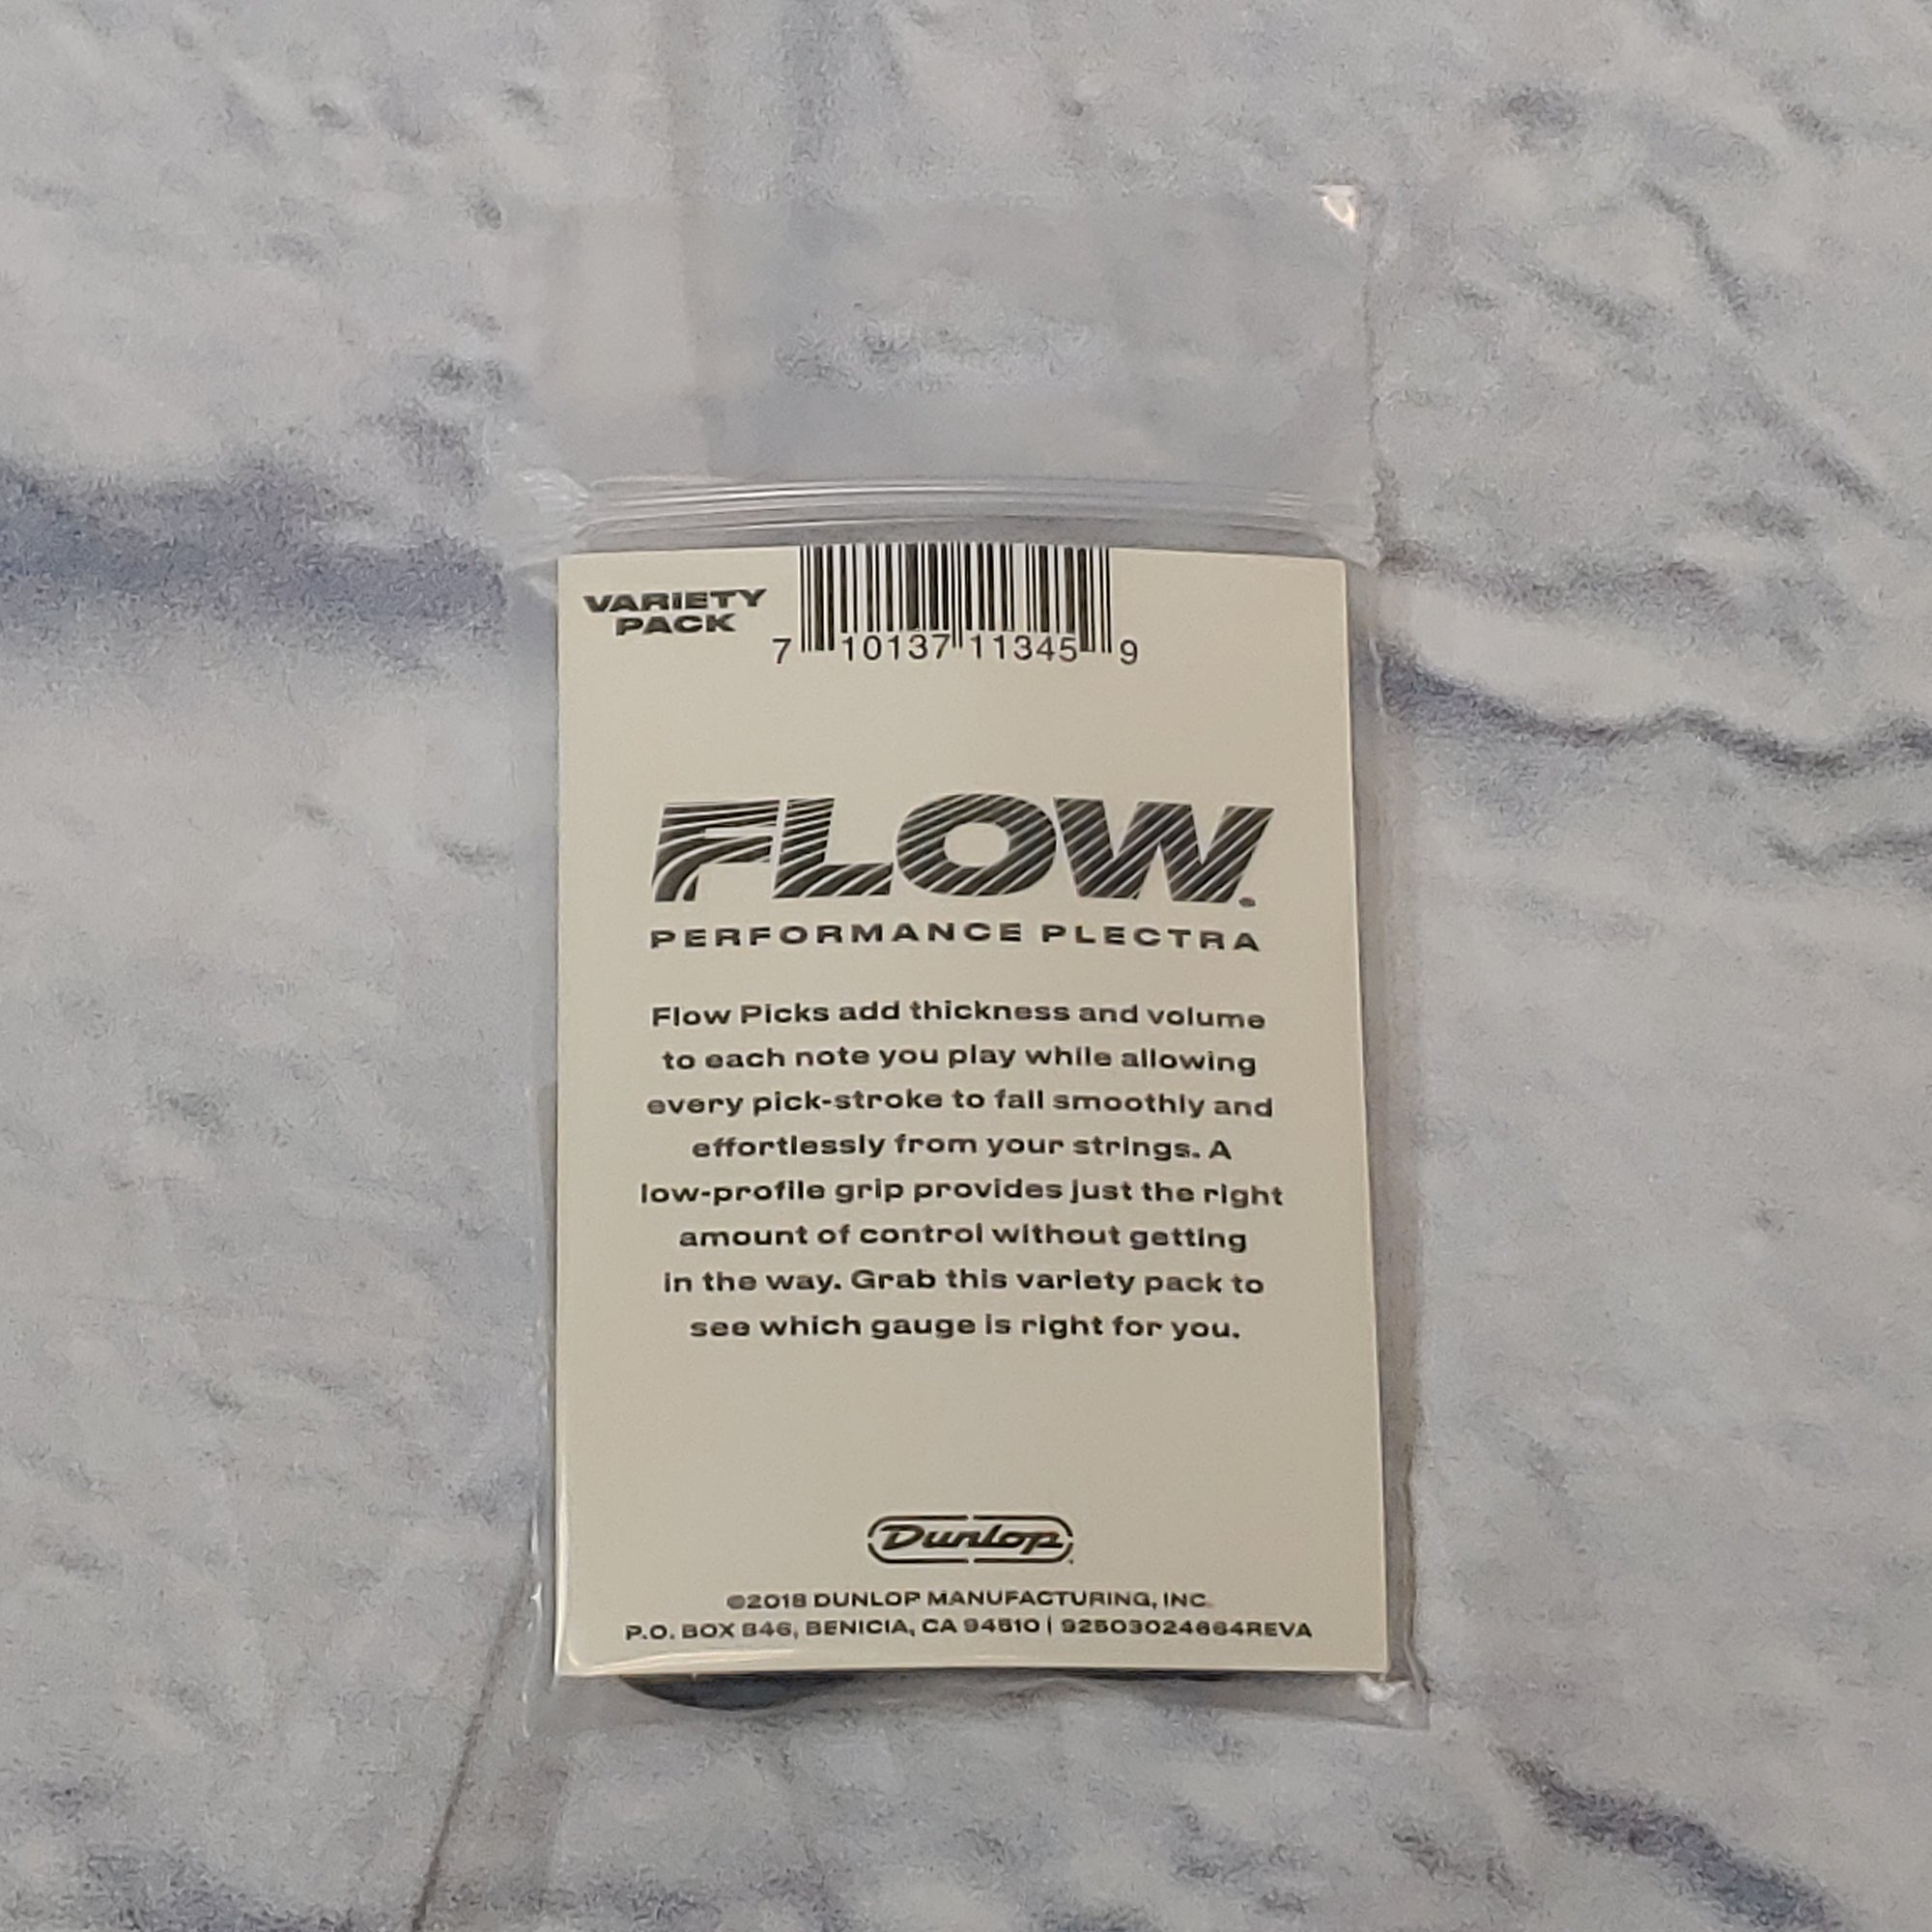 VARIETY
PACK
7 10137 11345 9
FLOW.
PERFORMANCE PLECTRA
Flow Picks add thickness and volume
to each note you play while allowing
every pick-stroke to fall smoothly and
effortlessly from your strings. A
low-profile grip provides just the right
amount of control without getting
in the way. Grab this variety pack to
see which gauge is right for you.
Dunlop
©2018 DUNLOP MANUFACTURING, INC.
P.O. BOX 846, BENICIA, CA 94510 | 92503024664REVA